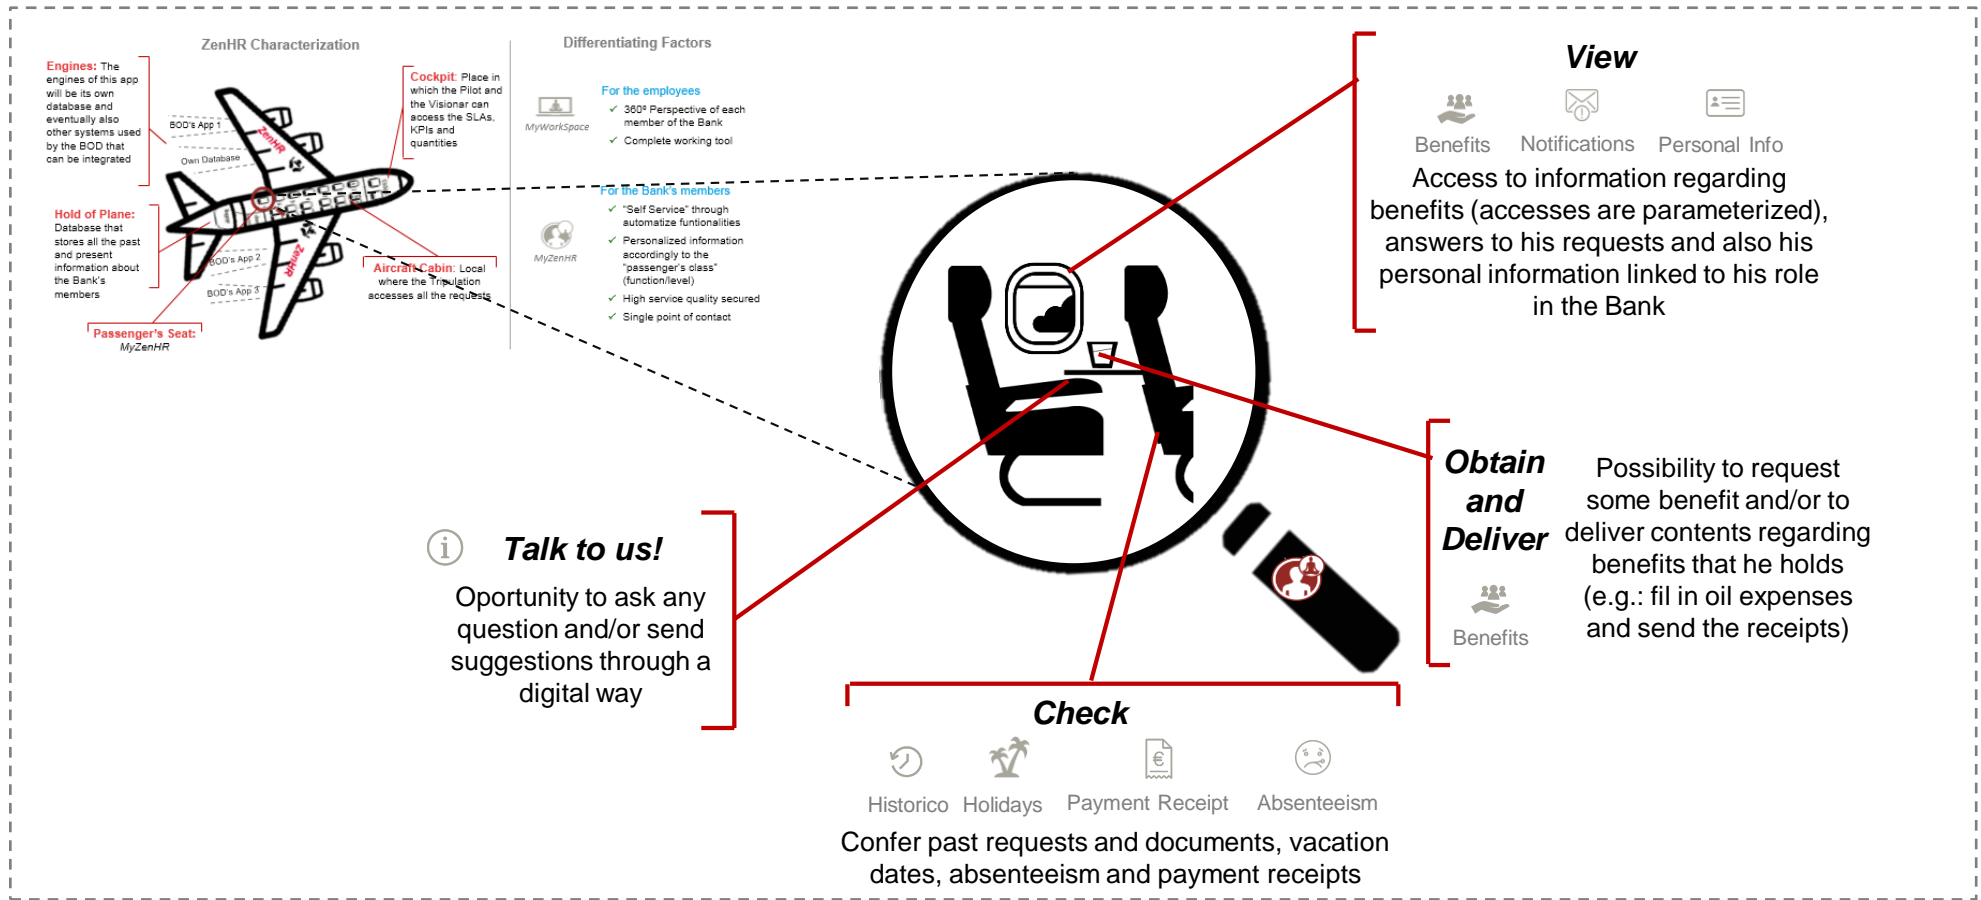 ZenHR Characterization
Engines: The
engines of this app
will be its own
database and
eventually also
other systems used
by the BOD that
can be integrated
BOD's App 1
Own Database
ZenHR
Cockpit: Place in
which the Pilot and
the Visionar can
access the SLAs,
KPIs and
quantities
Hold of Plane:
Database that
stores all the past
and present
information about
the Bank's
members
BOD's App 2
BOD's App 3
ZenHR
Aircraft Cabin: Local
where the Tripulation
accesses all the requests
Passenger's Seat:
MyZenHR
Differentiating Factors
For the employees
MyWorkSpace
✓ 360º Perspective of each
member of the Bank
✓ Complete working tool
For the Bank's members
MyZenHR
✓ "Self Service" through
automatize funtionalities
✓ Personalized information
accordingly to the
"passenger's class"
(function/level)
✓ High service quality secured
✓ Single point of contact
View
Benefits Notifications Personal Info
Access to information regarding
benefits (accesses are parameterized),
answers to his requests and also his
personal information linked to his role
in the Bank
Obtain
and
Deliver
Benefits
Possibility to request
some benefit and/or to
deliver contents regarding
benefits that he holds
(e.g.: fil in oil expenses
and send the receipts)
Talk to us!
Oportunity to ask any
question and/or send
suggestions through a
digital way
Check
Historico Holidays Payment Receipt Absenteeism
Confer past requests and documents, vacation
dates, absenteeism and payment receipts